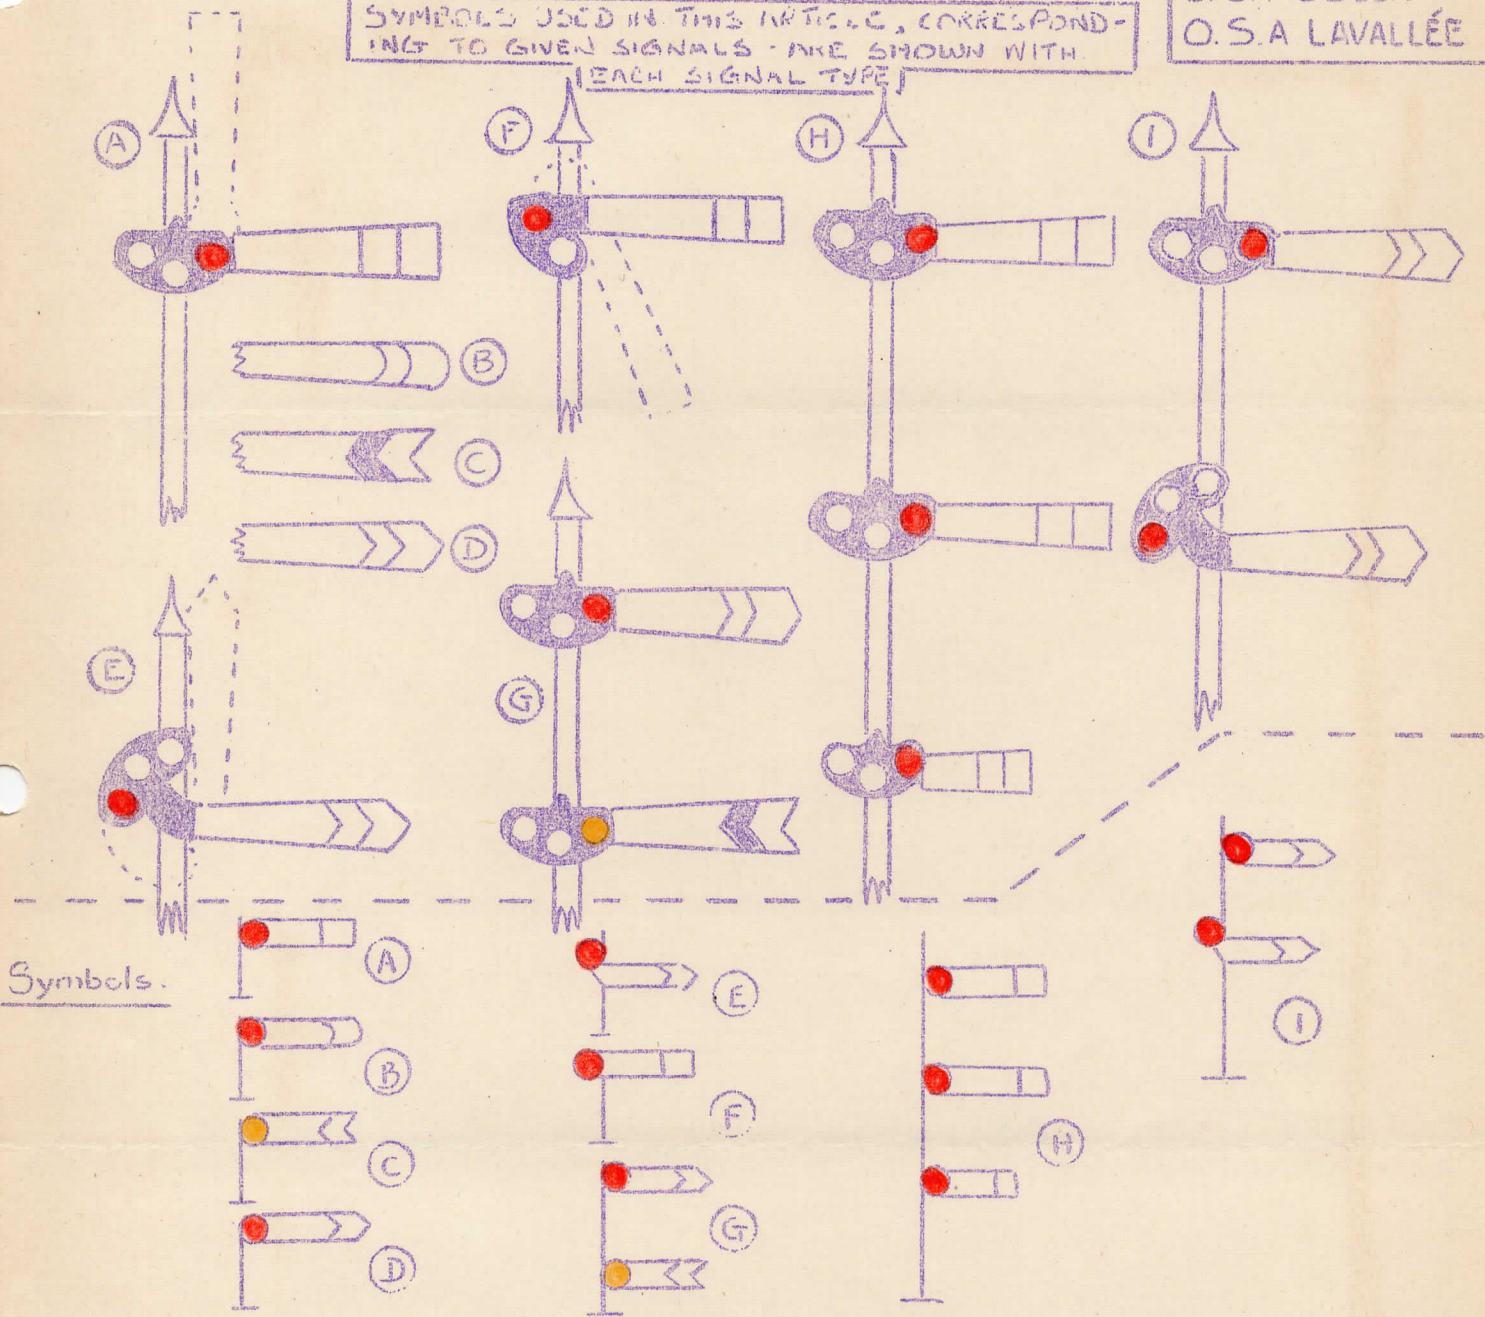 SYMBOLS USED IN THIS ARTICLE, CORRESPOND-
ING TO GIVEN SIGNALS - ARE SHOWN WITH
EACH SIGNAL TYPE
O.S.A LAVALLÉE
A
F
H
I
B
C
D
E
G
Symbols.
A
E
I
B
F
C
H
D
G